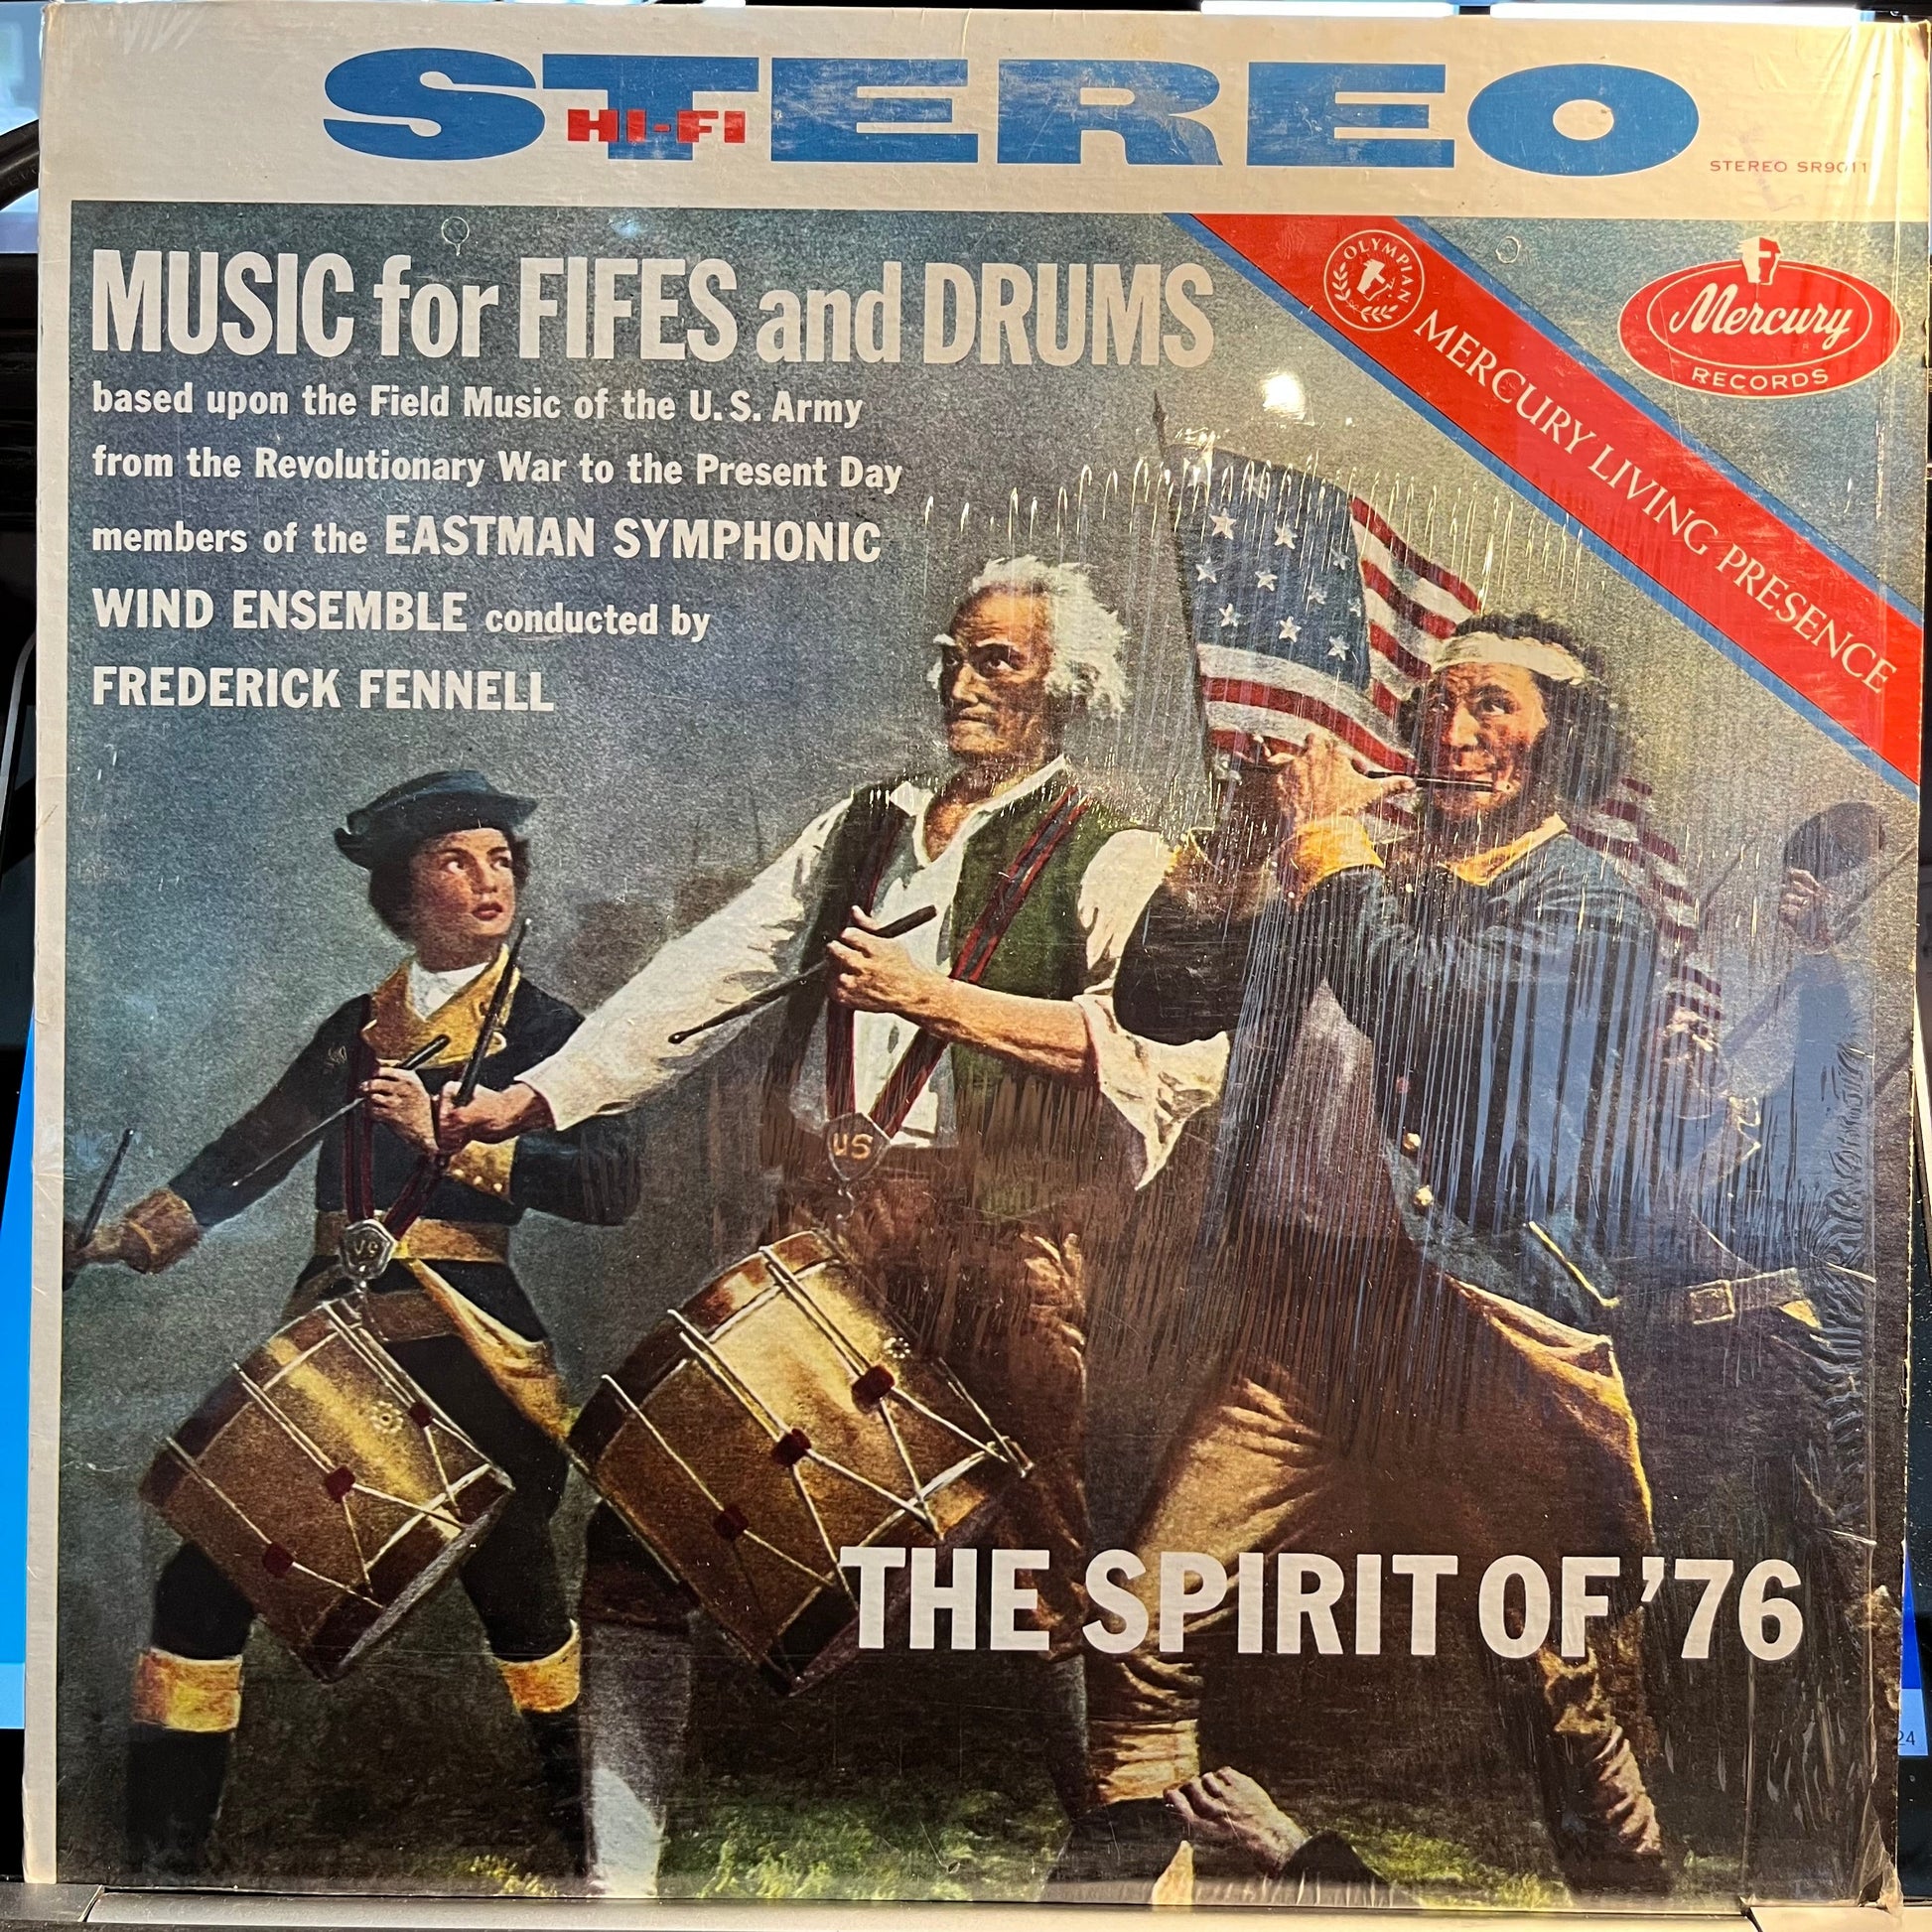 STEREO
HI-FI
STEREO SR9011
MUSIC for FIFES and DRUMS
based upon the Field Music of the U.S. Army
from the Revolutionary War to the Present Day
members of the EASTMAN SYMPHONIC
WIND ENSEMBLE conducted by
FREDERICK FENNELL
OLYMPIAN
MERCURY LIVING PRESENCE
Mercury
RECORDS
US
US
THE SPIRIT OF '76
24